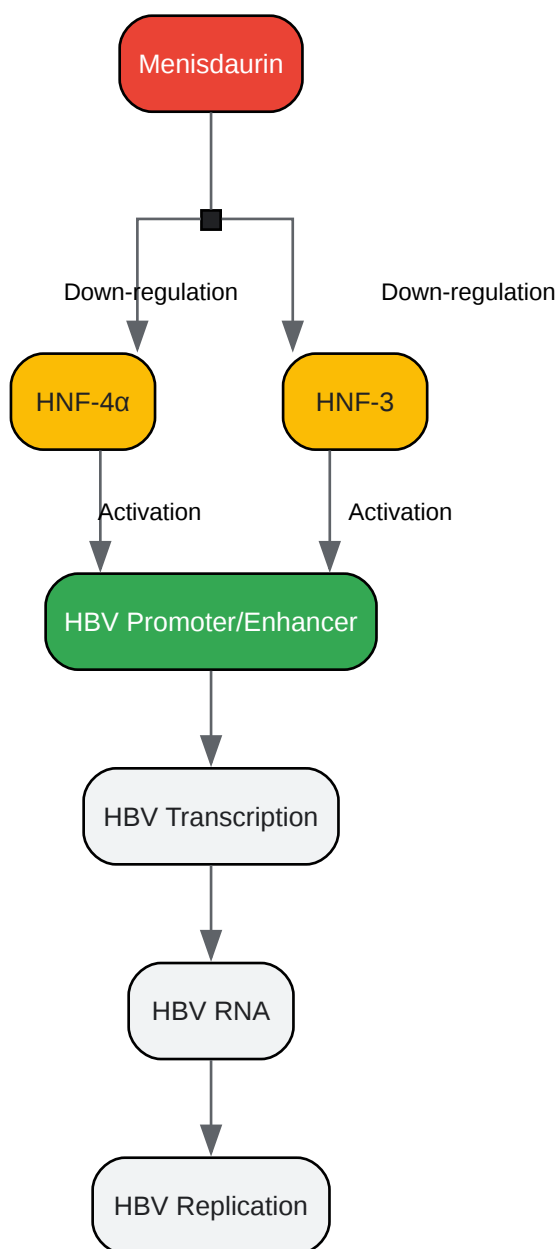 Menisdaurin
Down-regulation
Down-regulation
HNF-4α
HNF-3
Activation
Activation
HBV Promoter/Enhancer
HBV Transcription
HBV RNA
HBV Replication